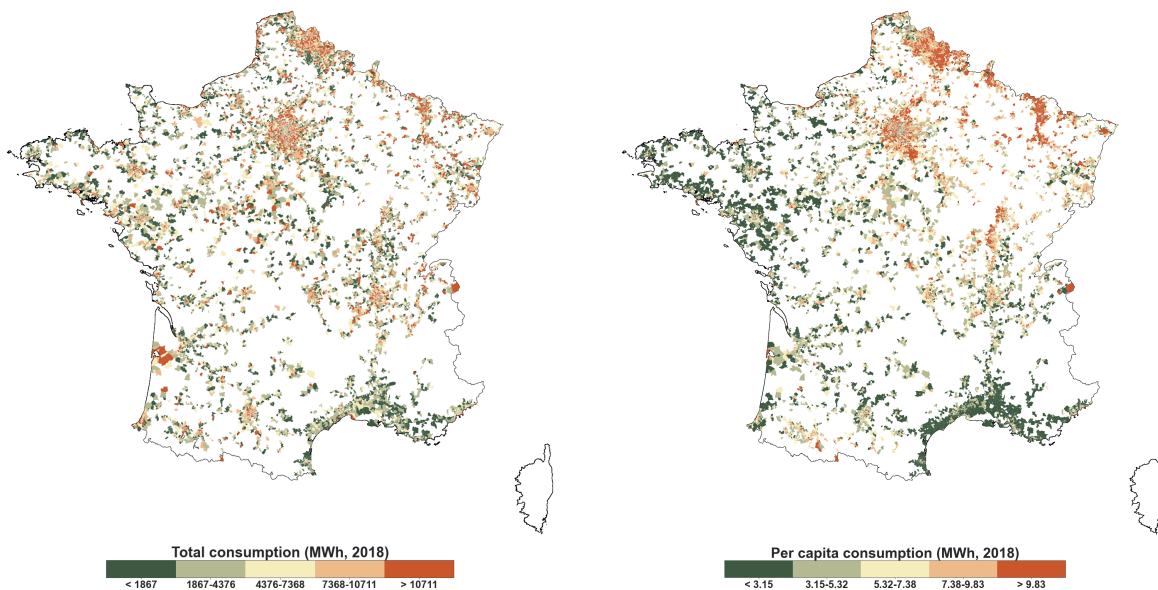 Total consumption (MWh, 2018)
< 1867 1867-4376 4376-7368 7368-10711 > 10711
Per capita consumption (MWh, 2018)
< 3.15 3.15-5.32 5.32-7.38 7.38-9.83 > 9.83